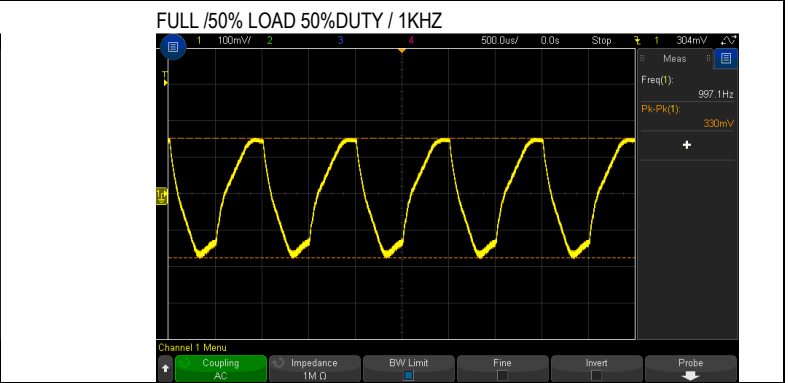 FULL /50% LOAD 50%DUTY / 1KHZ
1 100mV/ 2 3 4 500.0us/ 0.0s Stop 1 304mV
Meas
T
Freq(1):
997.1Hz
Pk-Pk(1):
330mV
+
1
Channel 1 Menu
Coupling Impedance BW Limit Fine Invert Probe
AC 1M Ω